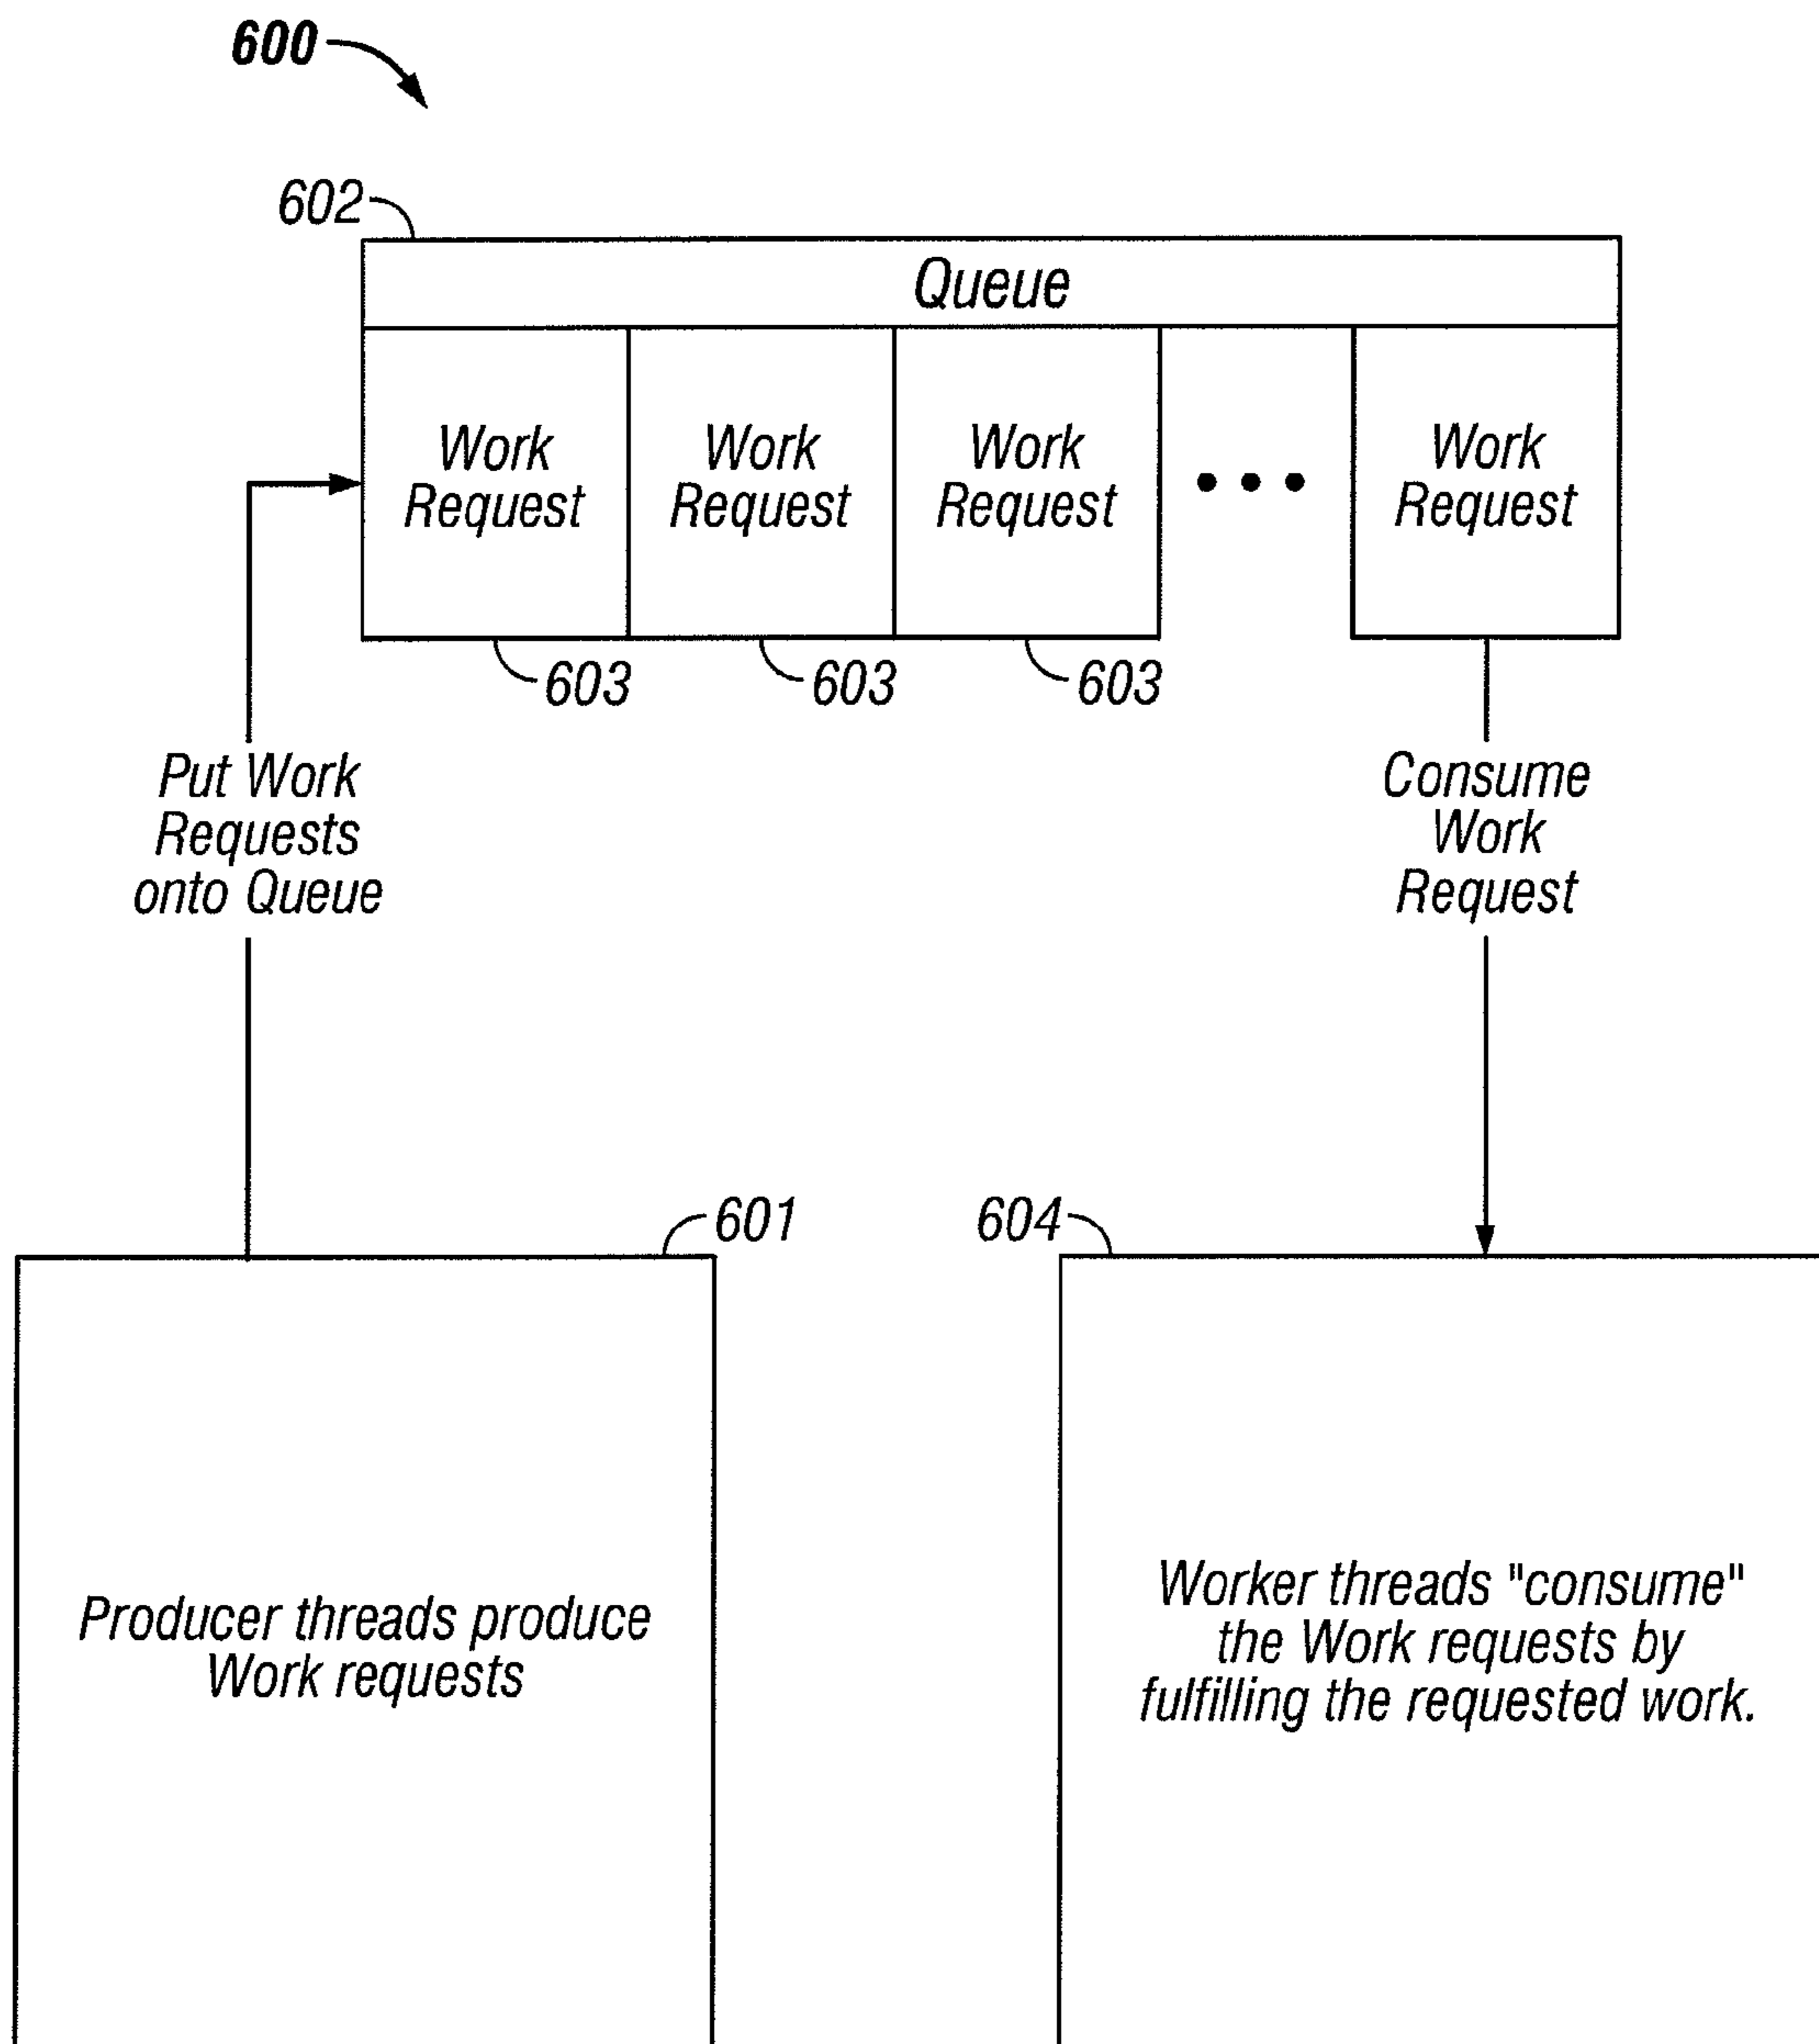 600
602
Queue
Work
Request
Work
Request
Work
Request
• • •
Work
Request
603
603
603
Put Work
Requests
onto Queue
Consume
Work
Request
601
604
Producer threads produce
Work requests
Worker threads "consume"
the Work requests by
fulfilling the requested work.